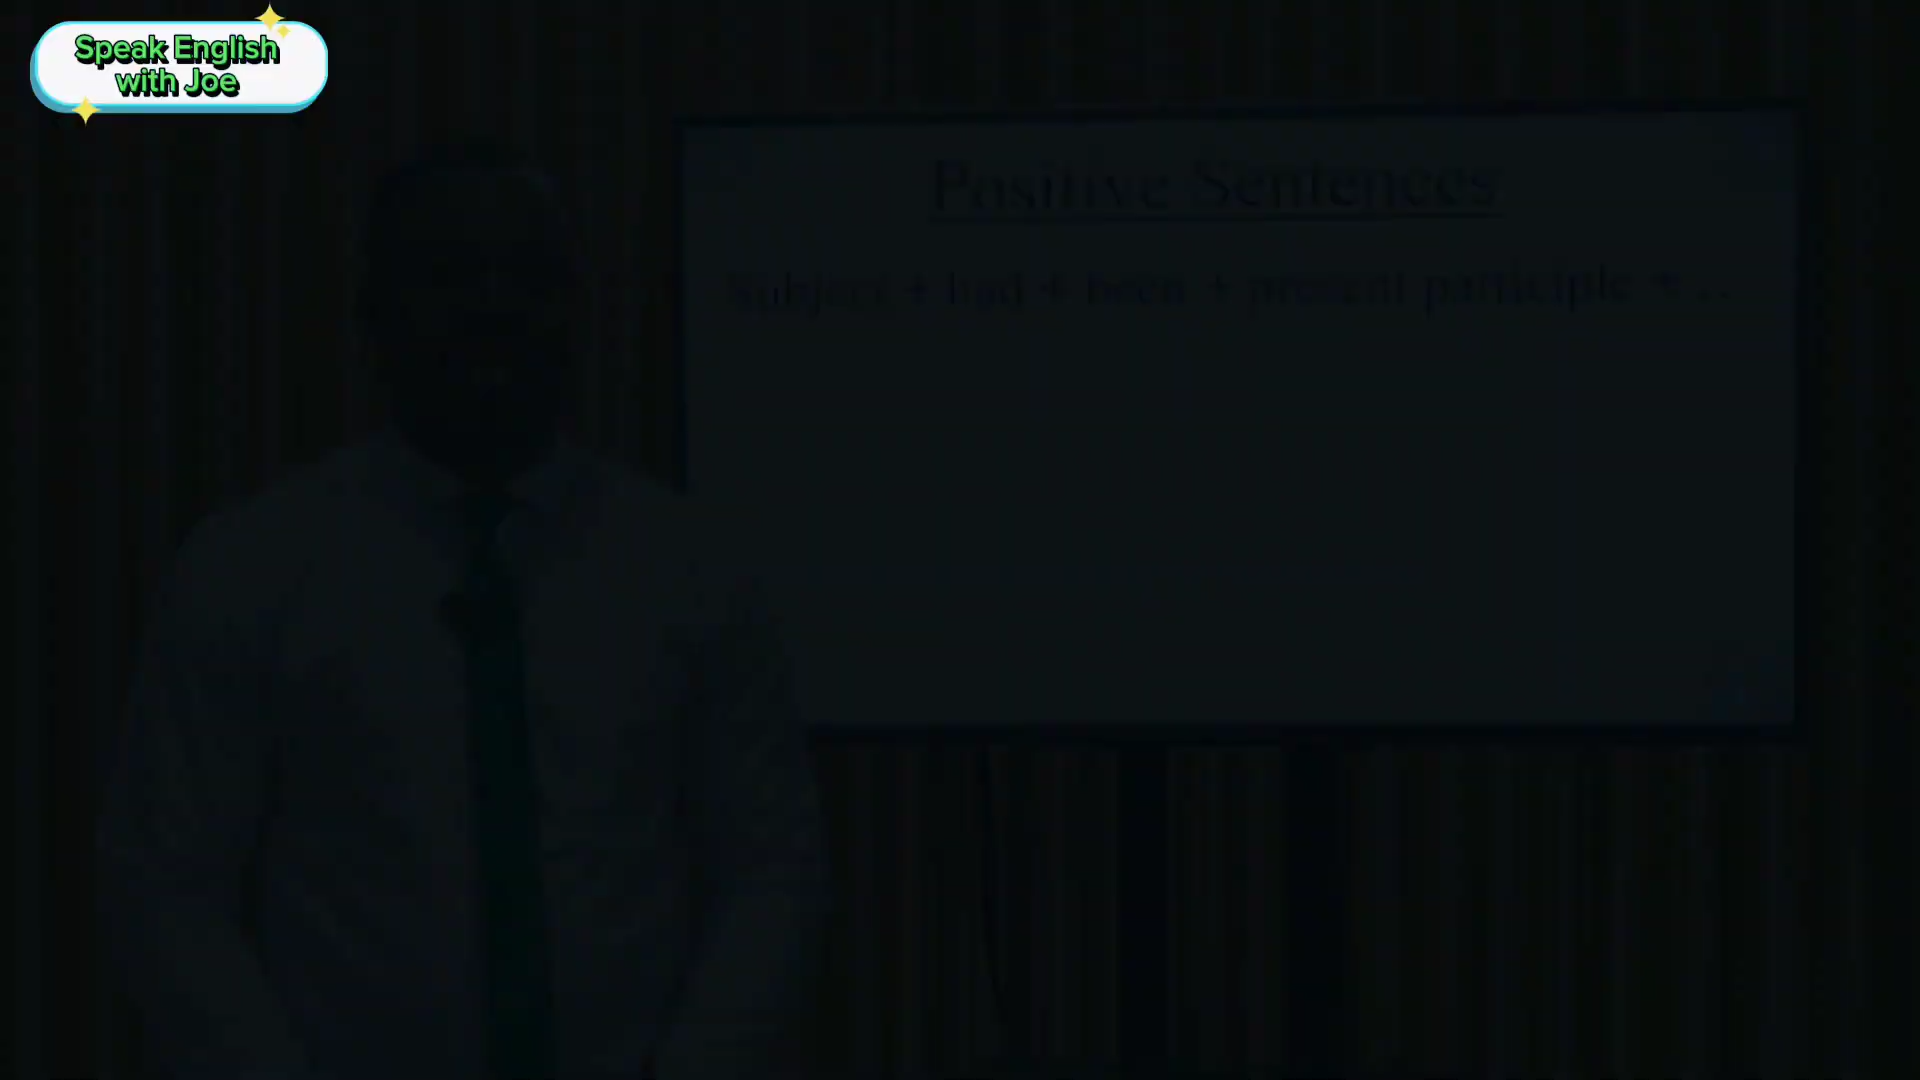 Speak English
with Joe
Positive Sentences
Subject + had + been + present participle + ...